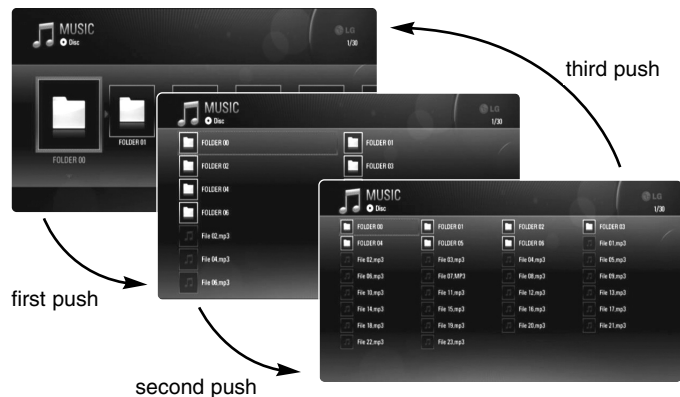 MUSIC
Disc
LG
1/30
FOLDER 00
FOLDER 01
third push
MUSIC
Disc
LG
1/30
FOLDER 00 FOLDER 01
FOLDER 02 FOLDER 03
FOLDER 04
FOLDER 06
File 02.mp3
File 04.mp3
File 06.mp3
MUSIC
Disc
LG
1/30
FOLDER 00 FOLDER 01 FOLDER 02 FOLDER 03
FOLDER 04 FOLDER 05 FOLDER 06 File 01.mp3
File 02.mp3 File 03.mp3 File 04.mp3 File 05.mp3
File 06.mp3 File 07.MP3 File 08.mp3 File 09.mp3
File 10.mp3 File 11.mp3 File 12.mp3 File 13.mp3
File 14.mp3 File 15.mp3 File 16.mp3 File 17.mp3
File 18.mp3 File 19.mp3 File 20.mp3 File 21.mp3
File 22.mp3 File 23.mp3
first push
second push